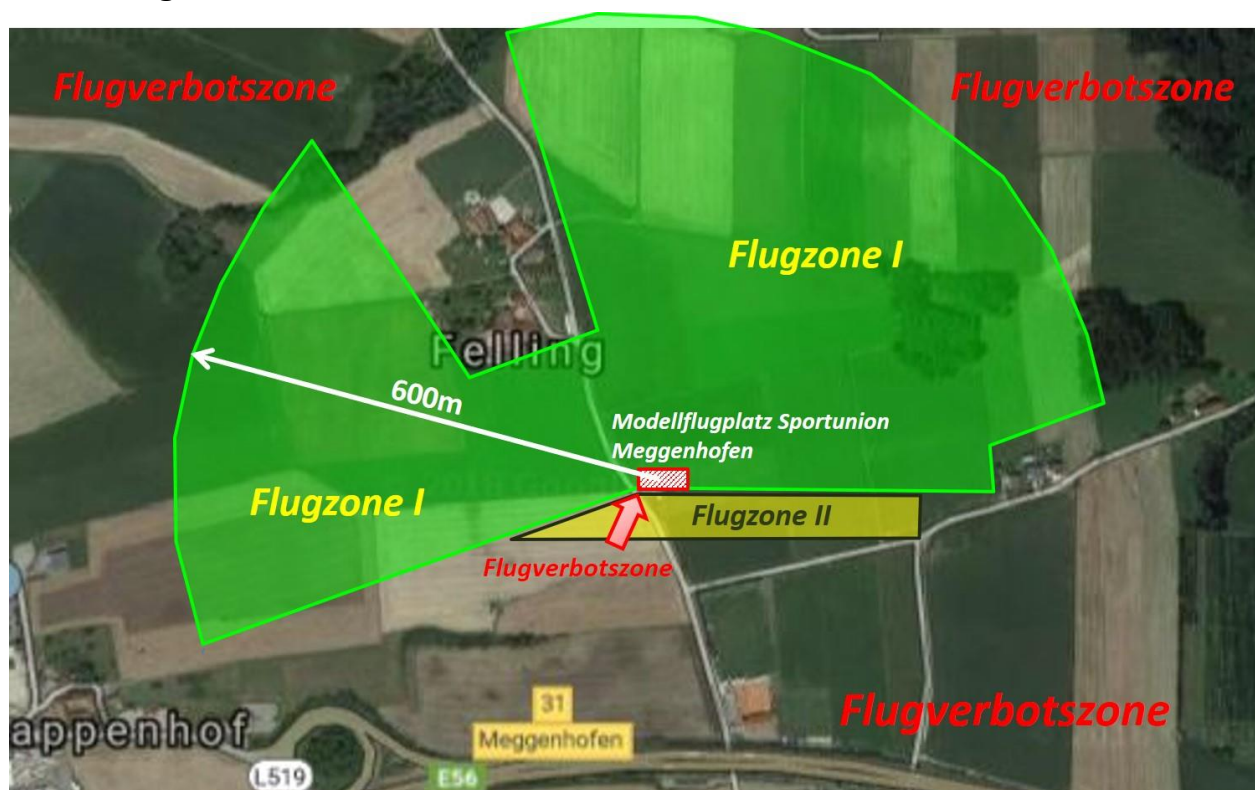 Flugverbotszone
Flugverbotszone
Flugzone I
Felling
600m
Modellflugplatz Sportunion
Meggenhofen
Flugzone I
Flugzone II
Flugverbotszone
Flugverbotszone
31
Meggenhofen
appenhof
L519
E56